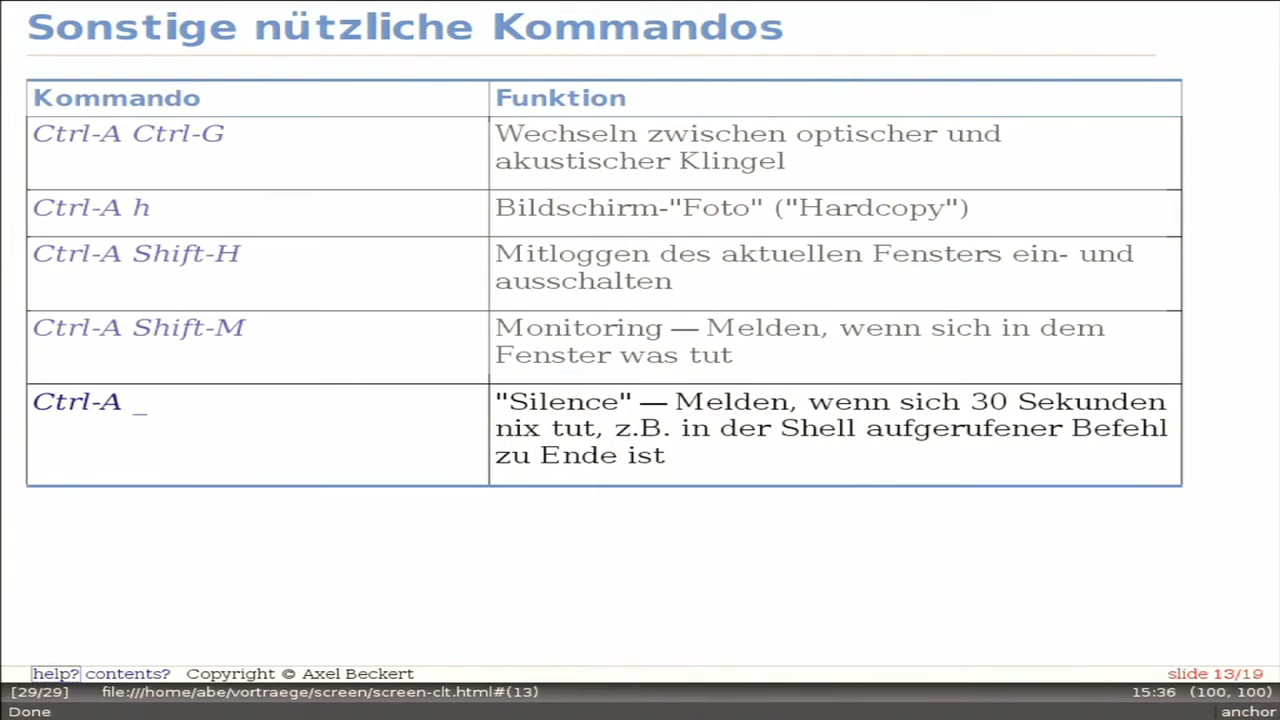 Sonstige nützliche Kommandos
Kommando
Funktion
Ctrl-A Ctrl-G
Wechseln zwischen optischer und
akustischer Klingel
Ctrl-A h
Bildschirm-"Foto" ("Hardcopy")
Ctrl-A Shift-H
Mitloggen des aktuellen Fensters ein- und
ausschalten
Ctrl-A Shift-M
Monitoring — Melden, wenn sich in dem
Fenster was tut
Ctrl-A _
"Silence" — Melden, wenn sich 30 Sekunden
nix tut, z.B. in der Shell aufgerufener Befehl
zu Ende ist
help? contents? Copyright © Axel Beckert slide 13/19
[29/29] file:///home/abe/vortraege/screen/screen-clt.html#(13) 15:36 (100, 100)
Done anchor